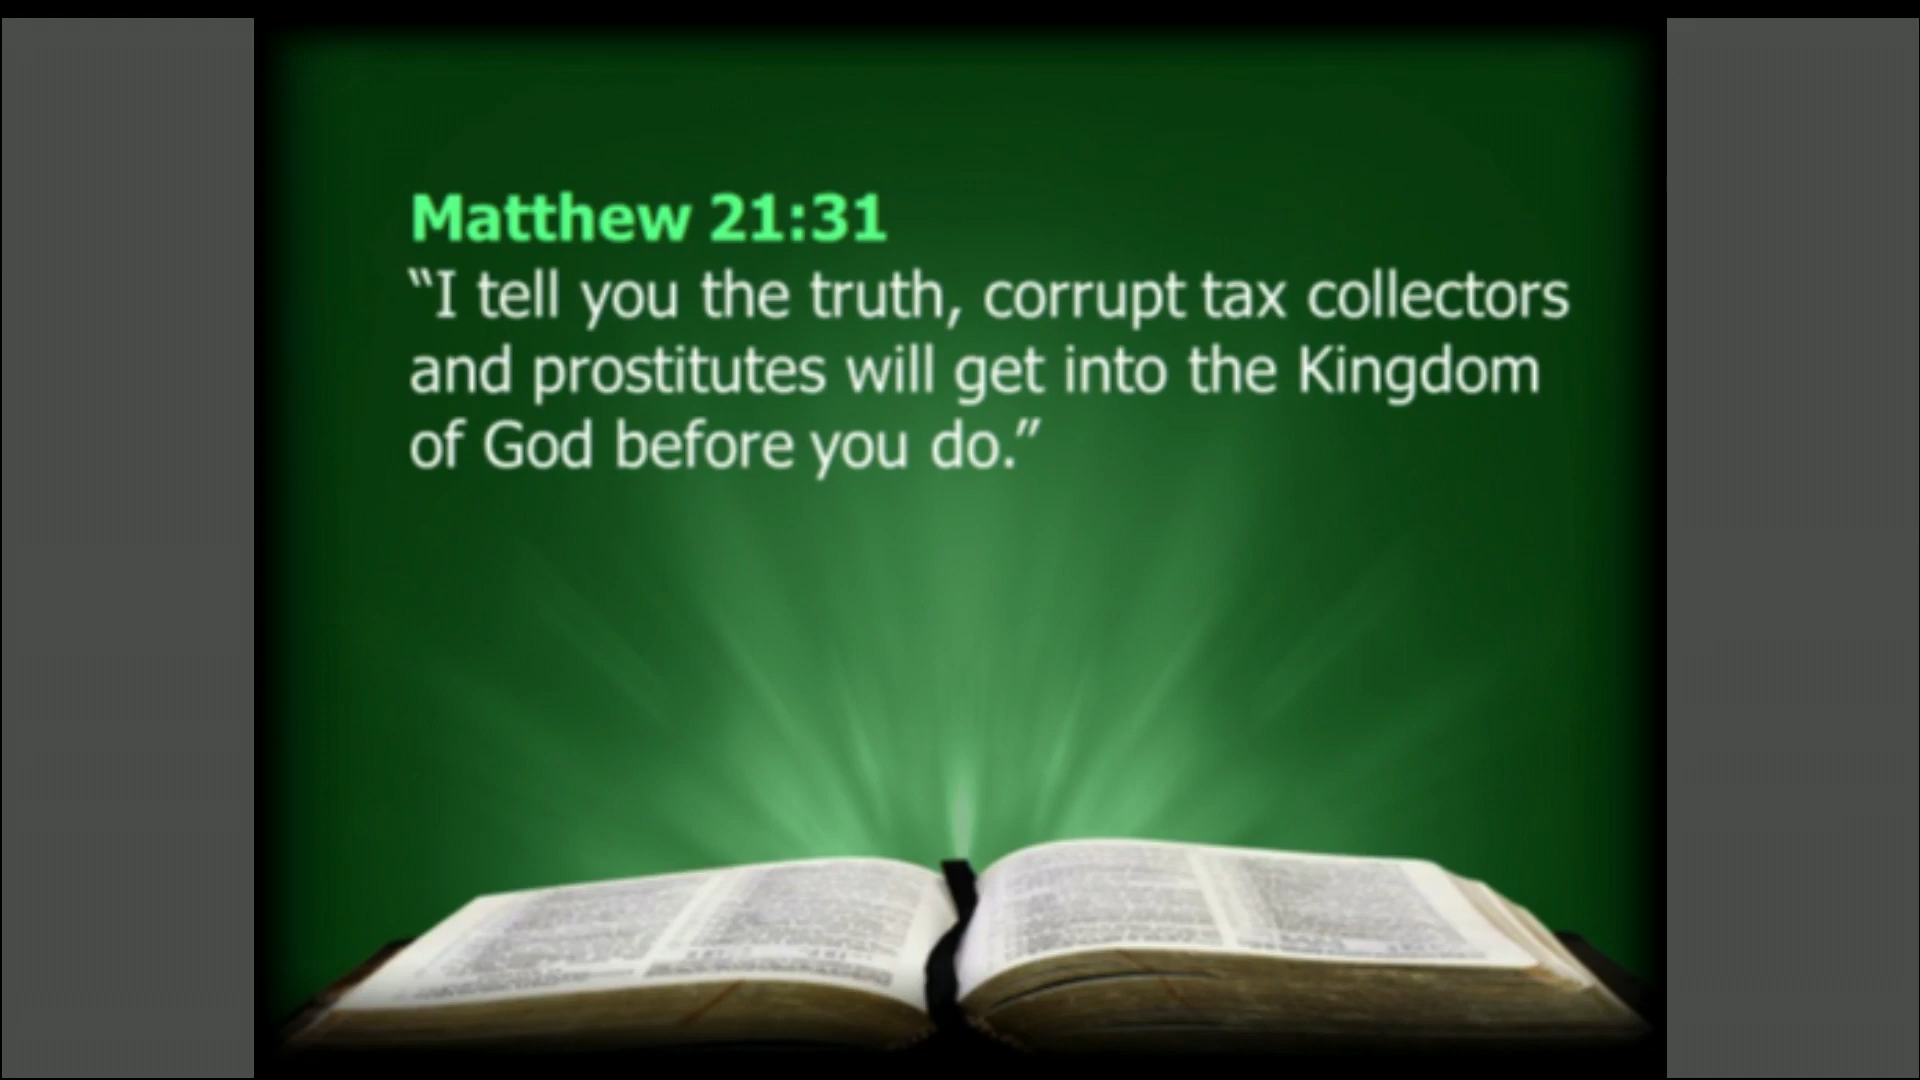 Matthew 21:31
“I tell you the truth, corrupt tax collectors
and prostitutes will get into the Kingdom
of God before you do.”